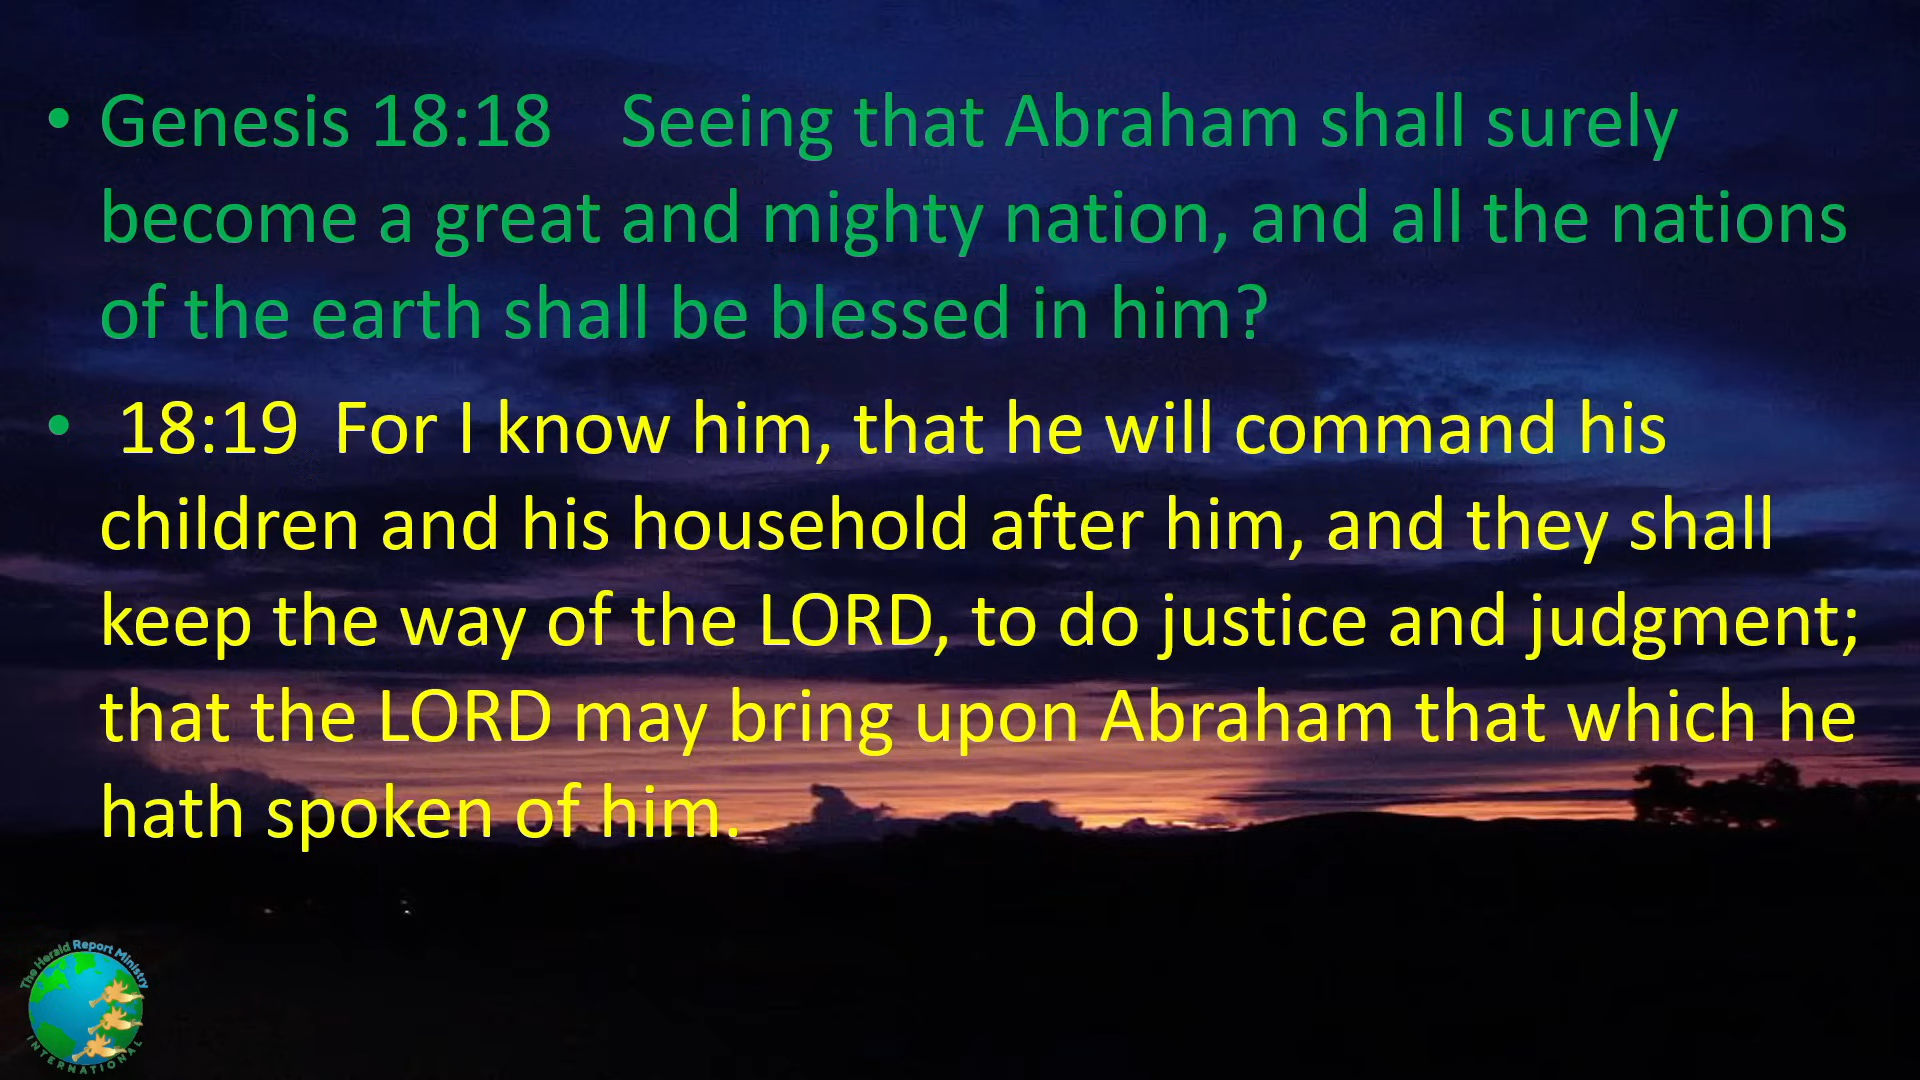 • Genesis 18:18    Seeing that Abraham shall surely
become a great and mighty nation, and all the nations
of the earth shall be blessed in him?
•  18:19  For I know him, that he will command his
children and his household after him, and they shall
keep the way of the LORD, to do justice and judgment;
that the LORD may bring upon Abraham that which he
hath spoken of him.
The Herald Report Ministry
INTERNATIONAL